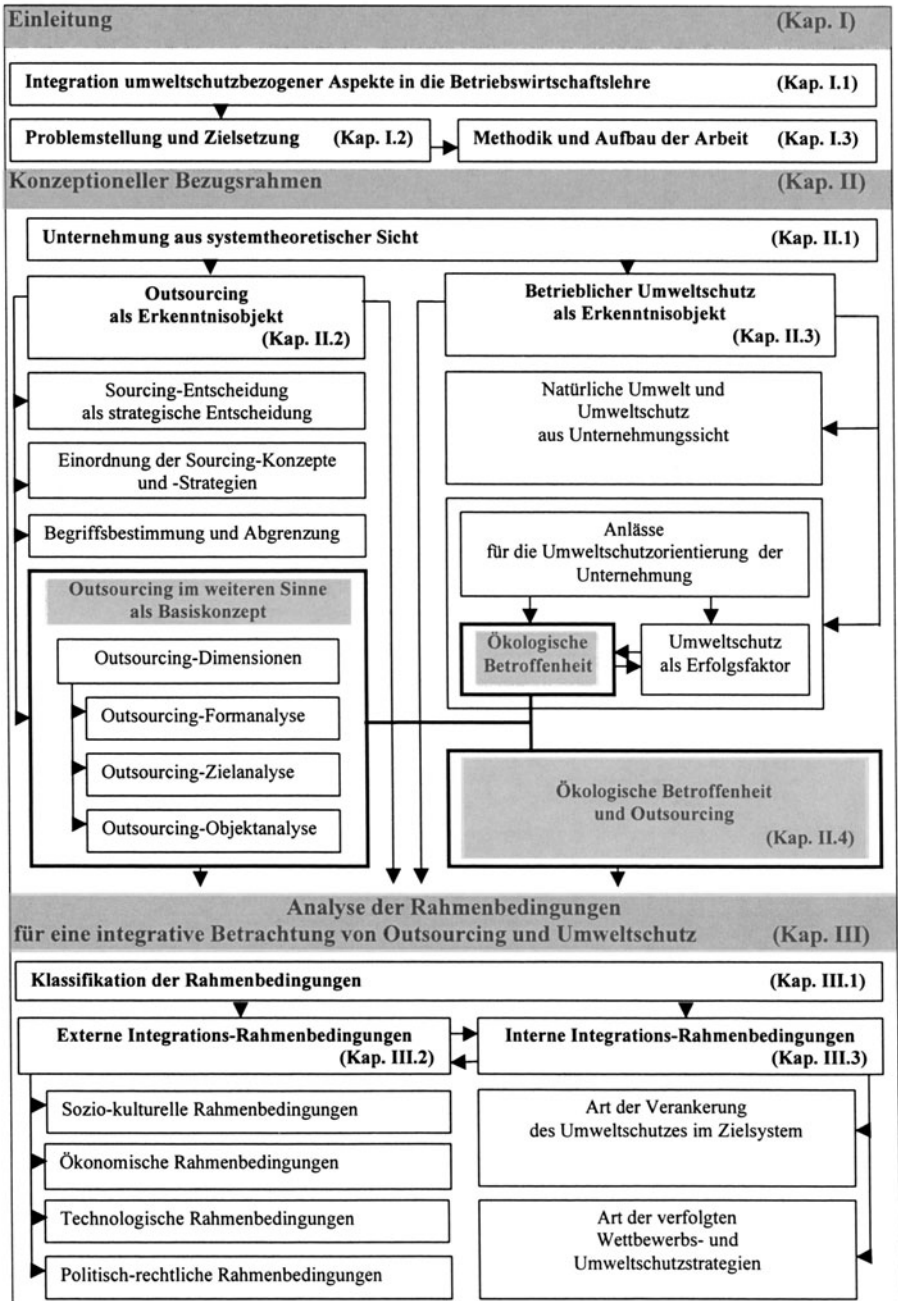 Einleitung (Kap. I)
Integration umweltschutzbezogener Aspekte in die Betriebswirtschaftslehre (Kap. I.1)
Problemstellung und Zielsetzung (Kap. I.2)
Methodik und Aufbau der Arbeit (Kap. I.3)
Konzeptioneller Bezugsrahmen (Kap. II)
Unternehmung aus systemtheoretischer Sicht (Kap. II.1)
Outsourcing
als Erkenntnisobjekt
(Kap. II.2)
Sourcing-Entscheidung
als strategische Entscheidung
Einordnung der Sourcing-Konzepte
und -Strategien
Begriffsbestimmung und Abgrenzung
Outsourcing im weiteren Sinne
als Basiskonzept
Outsourcing-Dimensionen
Outsourcing-Formanalyse
Outsourcing-Zielanalyse
Outsourcing-Objektanalyse
Betrieblicher Umweltschutz
als Erkenntnisobjekt
(Kap. II.3)
Natürliche Umwelt und
Umweltschutz
aus Unternehmungssicht
Anlässe
für die Umweltschutzorientierung der
Unternehmung
Ökologische
Betroffenheit
Umweltschutz
als Erfolgsfaktor
Ökologische Betroffenheit
und Outsourcing
(Kap. II.4)
Analyse der Rahmenbedingungen
für eine integrative Betrachtung von Outsourcing und Umweltschutz (Kap. III)
Klassifikation der Rahmenbedingungen (Kap. III.1)
Externe Integrations-Rahmenbedingungen
(Kap. III.2)
Sozio-kulturelle Rahmenbedingungen
Ökonomische Rahmenbedingungen
Technologische Rahmenbedingungen
Politisch-rechtliche Rahmenbedingungen
Interne Integrations-Rahmenbedingungen
(Kap. III.3)
Art der Verankerung
des Umweltschutzes im Zielsystem
Art der verfolgten
Wettbewerbs- und
Umweltschutzstrategien